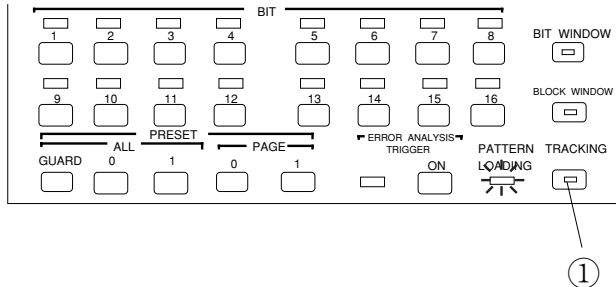 BIT
1 2 3 4 5 6 7 8
BIT WINDOW
9 10 11 12 13 14 15 16
BLOCK WINDOW
PRESET
ALL
PAGE
ERROR ANALYSIS
TRIGGER
GUARD 0 1 0 1
ON
PATTERN
LOADING
TRACKING
①